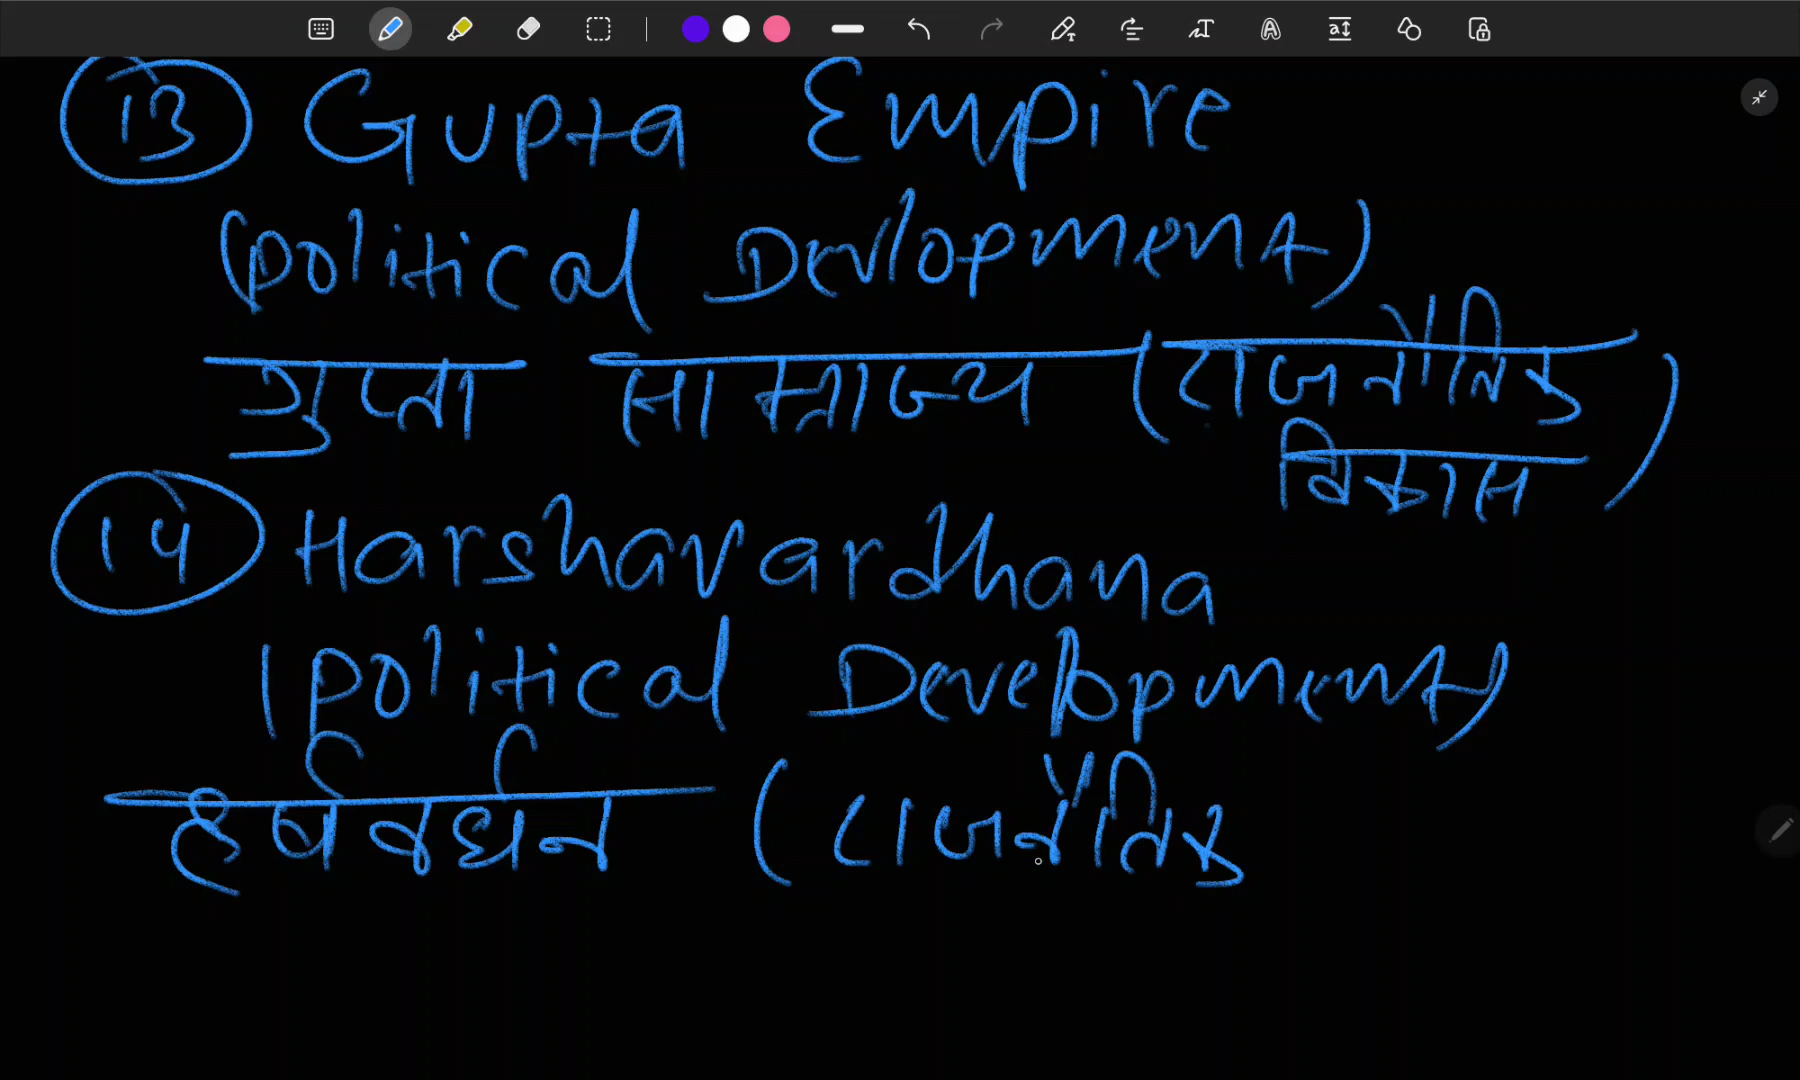 13 Gupta Empire
(political Devlopment)
गुप्ता साम्राज्य (राजनैतिक
विकास)
14 Harshavardhana
(political Development)
हर्षवर्धन (राजनैतिक